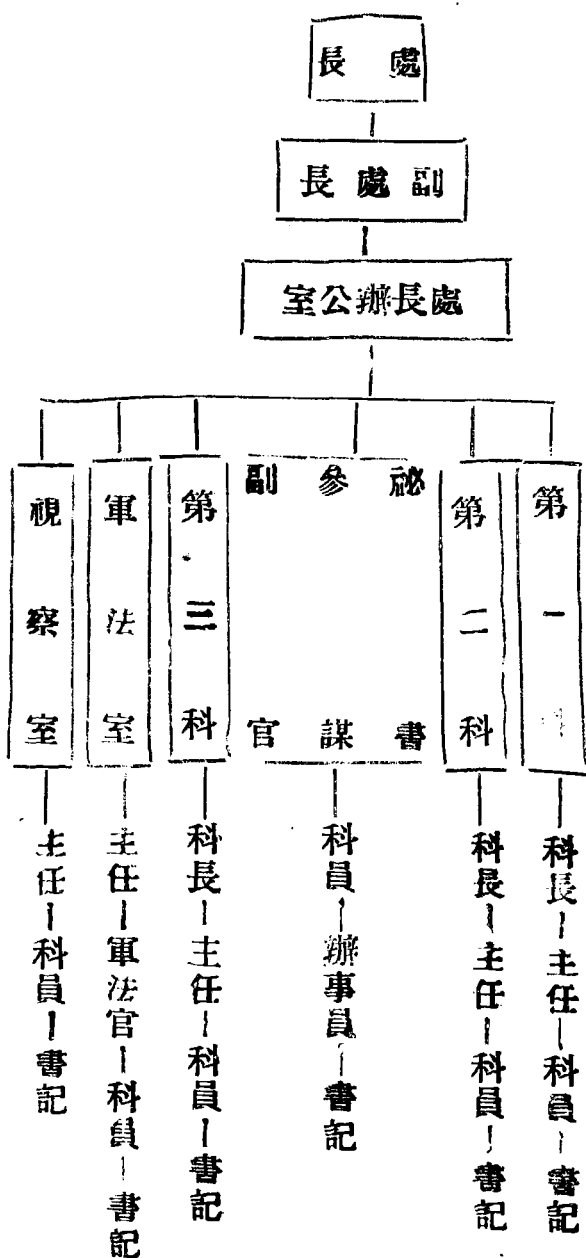 處長
副處長
處長辦公室
第一科
第二科
祕書
參謀
副官
第三科
軍法室
視察室
科長－主任－科員－書記
科長－主任－科員－書記
科員－辦事員－書記
科長－主任－科員－書記
主任－軍法官－科員－書記
主任－科員－書記